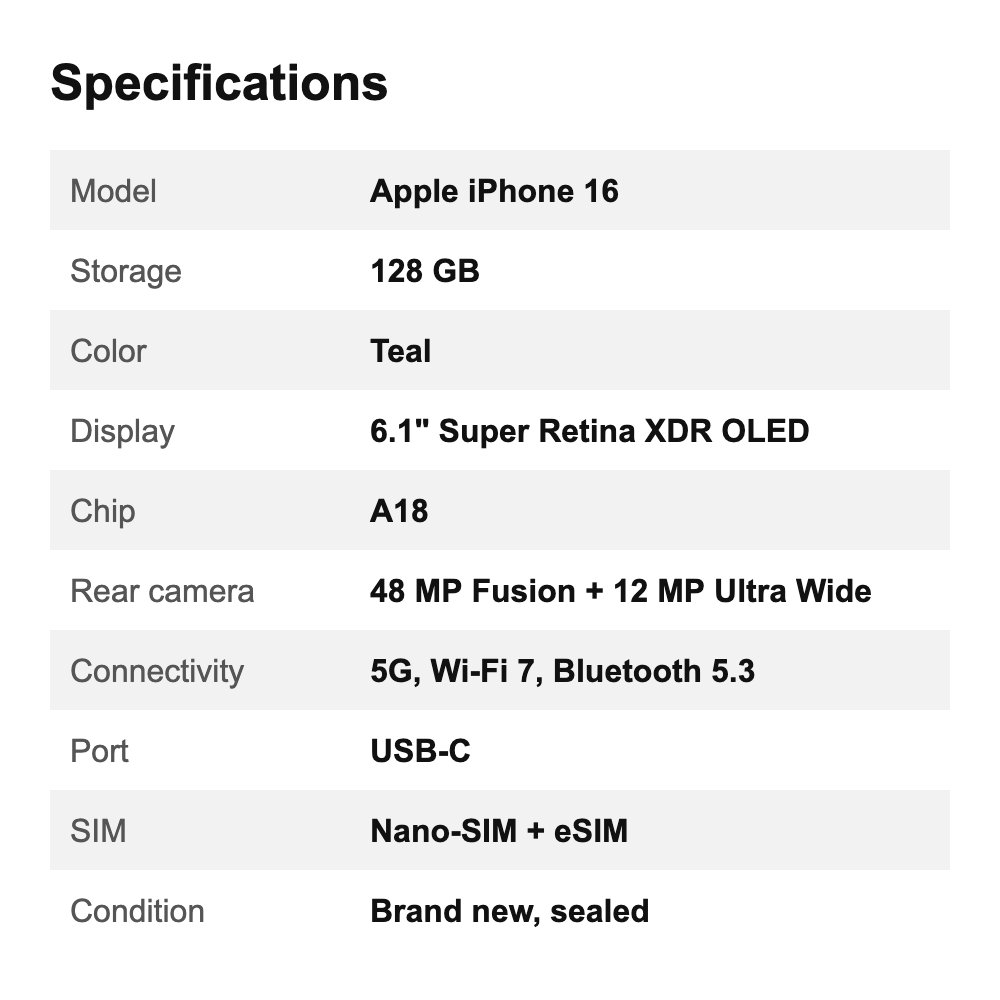 Specifications
Model Apple iPhone 16
Storage 128 GB
Color Teal
Display 6.1" Super Retina XDR OLED
Chip A18
Rear camera 48 MP Fusion + 12 MP Ultra Wide
Connectivity 5G, Wi-Fi 7, Bluetooth 5.3
Port USB-C
SIM Nano-SIM + eSIM
Condition Brand new, sealed